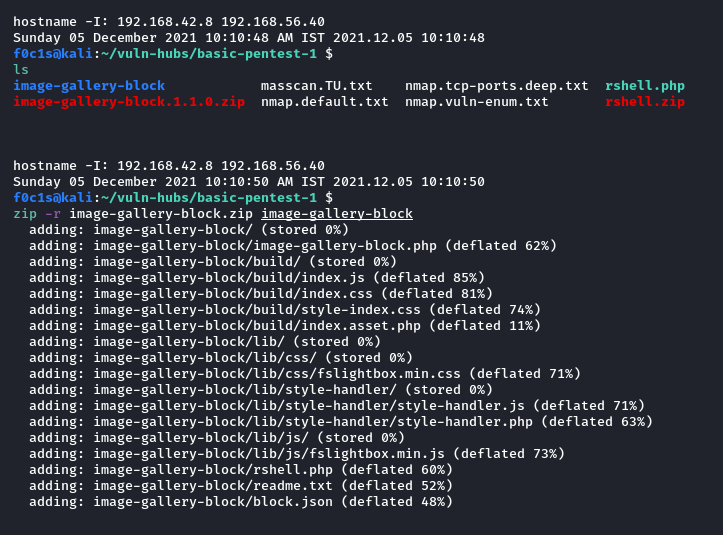 hostname -I: 192.168.42.8 192.168.56.40
Sunday 05 December 2021 10:10:48 AM IST 2021.12.05 10:10:48
f0c1s@kali:~/vuln-hubs/basic-pentest-1 $
ls
image-gallery-block masscan.TU.txt nmap.tcp-ports.deep.txt rshell.php
image-gallery-block.1.1.0.zip nmap.default.txt nmap.vuln-enum.txt rshell.zip
hostname -I: 192.168.42.8 192.168.56.40
Sunday 05 December 2021 10:10:50 AM IST 2021.12.05 10:10:50
f0c1s@kali:~/vuln-hubs/basic-pentest-1 $
zip -r image-gallery-block.zip image-gallery-block
adding: image-gallery-block/ (stored 0%)
adding: image-gallery-block/image-gallery-block.php (deflated 62%)
adding: image-gallery-block/build/ (stored 0%)
adding: image-gallery-block/build/index.js (deflated 85%)
adding: image-gallery-block/build/index.css (deflated 81%)
adding: image-gallery-block/build/style-index.css (deflated 74%)
adding: image-gallery-block/build/index.asset.php (deflated 11%)
adding: image-gallery-block/lib/ (stored 0%)
adding: image-gallery-block/lib/css/ (stored 0%)
adding: image-gallery-block/lib/css/fslightbox.min.css (deflated 71%)
adding: image-gallery-block/lib/style-handler/ (stored 0%)
adding: image-gallery-block/lib/style-handler/style-handler.js (deflated 71%)
adding: image-gallery-block/lib/style-handler/style-handler.php (deflated 63%)
adding: image-gallery-block/lib/js/ (stored 0%)
adding: image-gallery-block/lib/js/fslightbox.min.js (deflated 73%)
adding: image-gallery-block/rshell.php (deflated 60%)
adding: image-gallery-block/readme.txt (deflated 52%)
adding: image-gallery-block/block.json (deflated 48%)